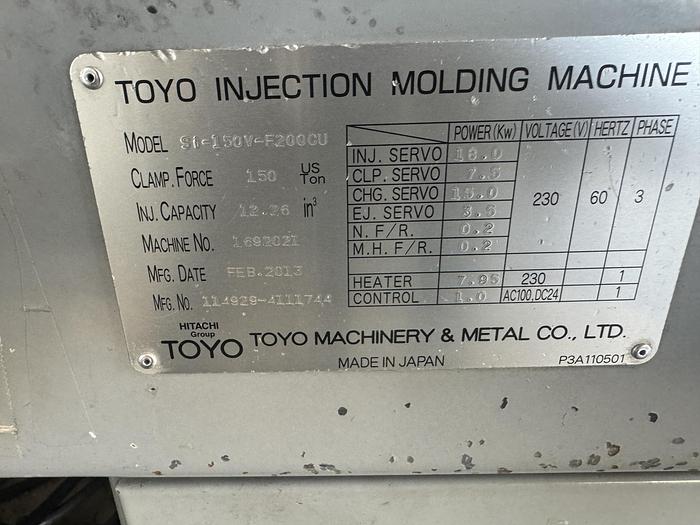 TOYO INJECTION MOLDING MACHINE
MODEL SI-150V-F200CU
CLAMP. FORCE 150 US Ton
INJ. CAPACITY 12.26 in³
MACHINE No. 1692021
MFG. DATE FEB.2013
MFG. No. 114929-4111744
POWER (Kw) VOLTAGE (V) HERTZ PHASE
INJ. SERVO 18.0
CLP. SERVO 7.5
CHG. SERVO 15.0 230 60 3
EJ. SERVO 3.5
N. F/R. 0.2
M.H. F/R. 0.2
HEATER 7.95 230 1
CONTROL 1.0 AC100, DC24 1
HITACHI
Group
TOYO TOYO MACHINERY & METAL CO., LTD.
MADE IN JAPAN P3A110501